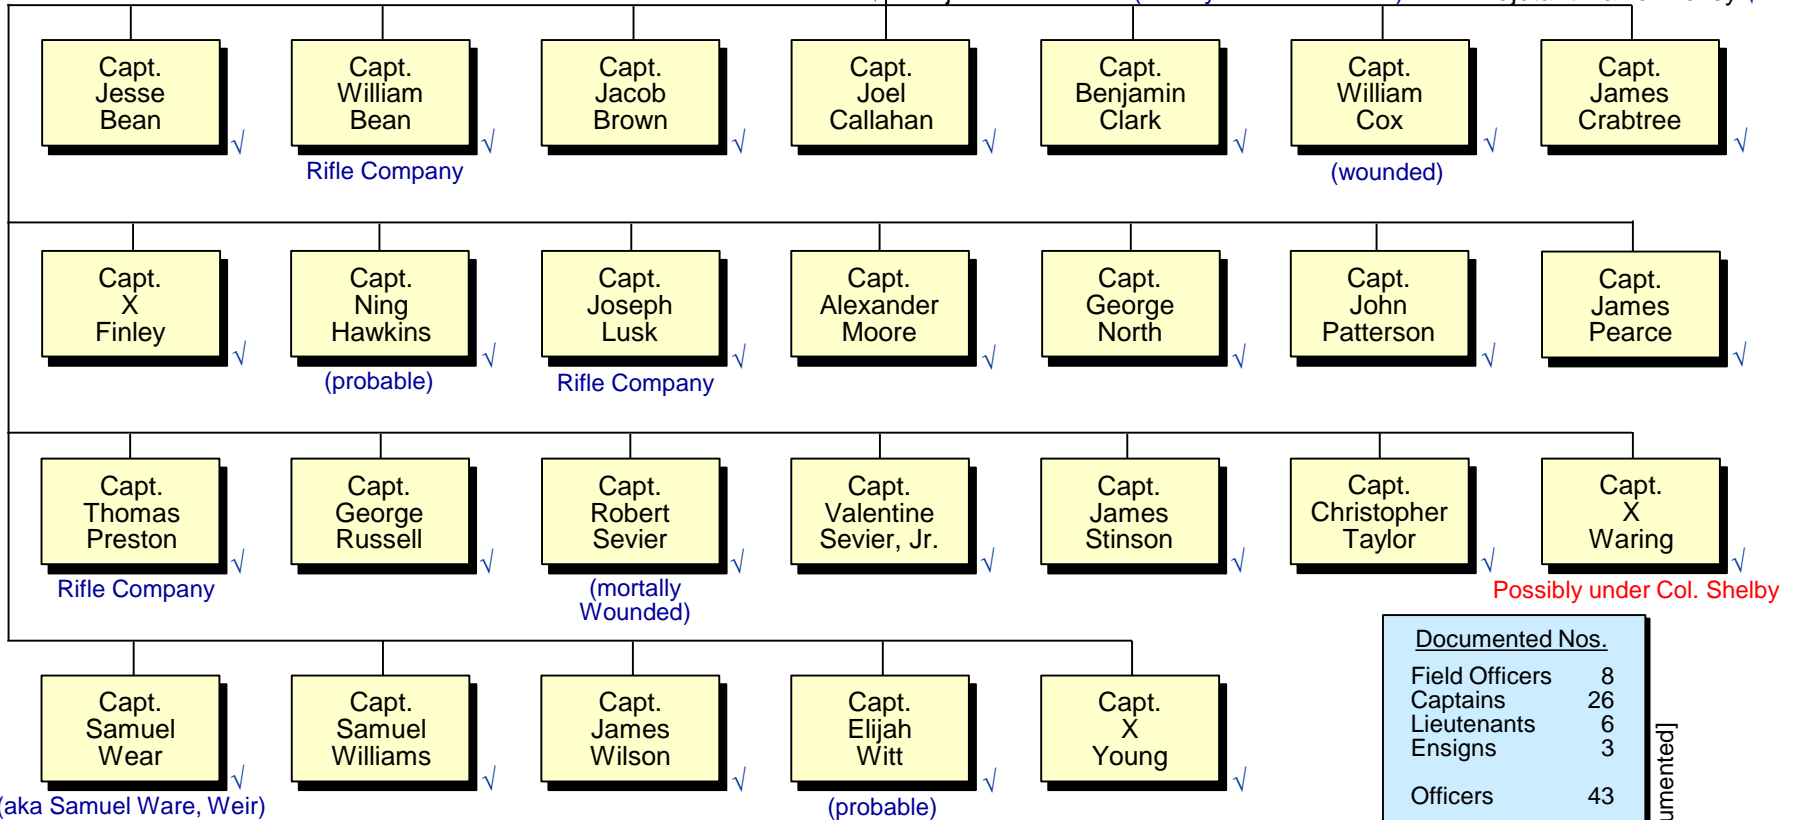 Capt.
Jesse
Bean
√
Capt.
William
Bean
√
Rifle Company
Capt.
Jacob
Brown
√
Capt.
Joel
Callahan
√
Capt.
Benjamin
Clark
√
Capt.
William
Cox
√
(wounded)
Capt.
James
Crabtree
√
Capt.
X
Finley
√
Capt.
Ning
Hawkins
√
(probable)
Capt.
Joseph
Lusk
√
Rifle Company
Capt.
Alexander
Moore
√
Capt.
George
North
√
Capt.
John
Patterson
√
Capt.
James
Pearce
√
Capt.
Thomas
Preston
√
Rifle Company
Capt.
George
Russell
√
Capt.
Robert
Sevier
√
(mortally
Wounded)
Capt.
Valentine
Sevier, Jr.
√
Capt.
James
Stinson
√
Capt.
Christopher
Taylor
√
Capt.
X
Waring
√
Possibly under Col. Shelby
Capt.
Samuel
Wear
√
(aka Samuel Ware, Weir)
Capt.
Samuel
Williams
√
Capt.
James
Wilson
√
Capt.
Elijah
Witt
√
(probable)
Capt.
X
Young
√
Documented Nos.
Field Officers 8
Captains 26
Lieutenants 6
Ensigns 3
Officers 43
umented]